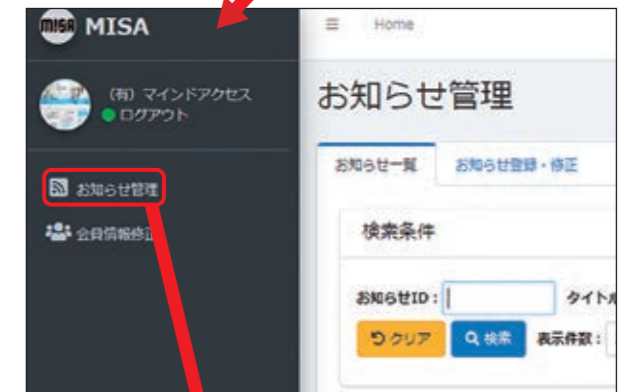 MISA MISA
Home
(有) マインドアクセス
ログアウト
お知らせ管理
お知らせ一覧 お知らせ登録・修正
お知らせ管理
検索条件
会員情報修正
お知らせID：
クリア 検索 表示件数：